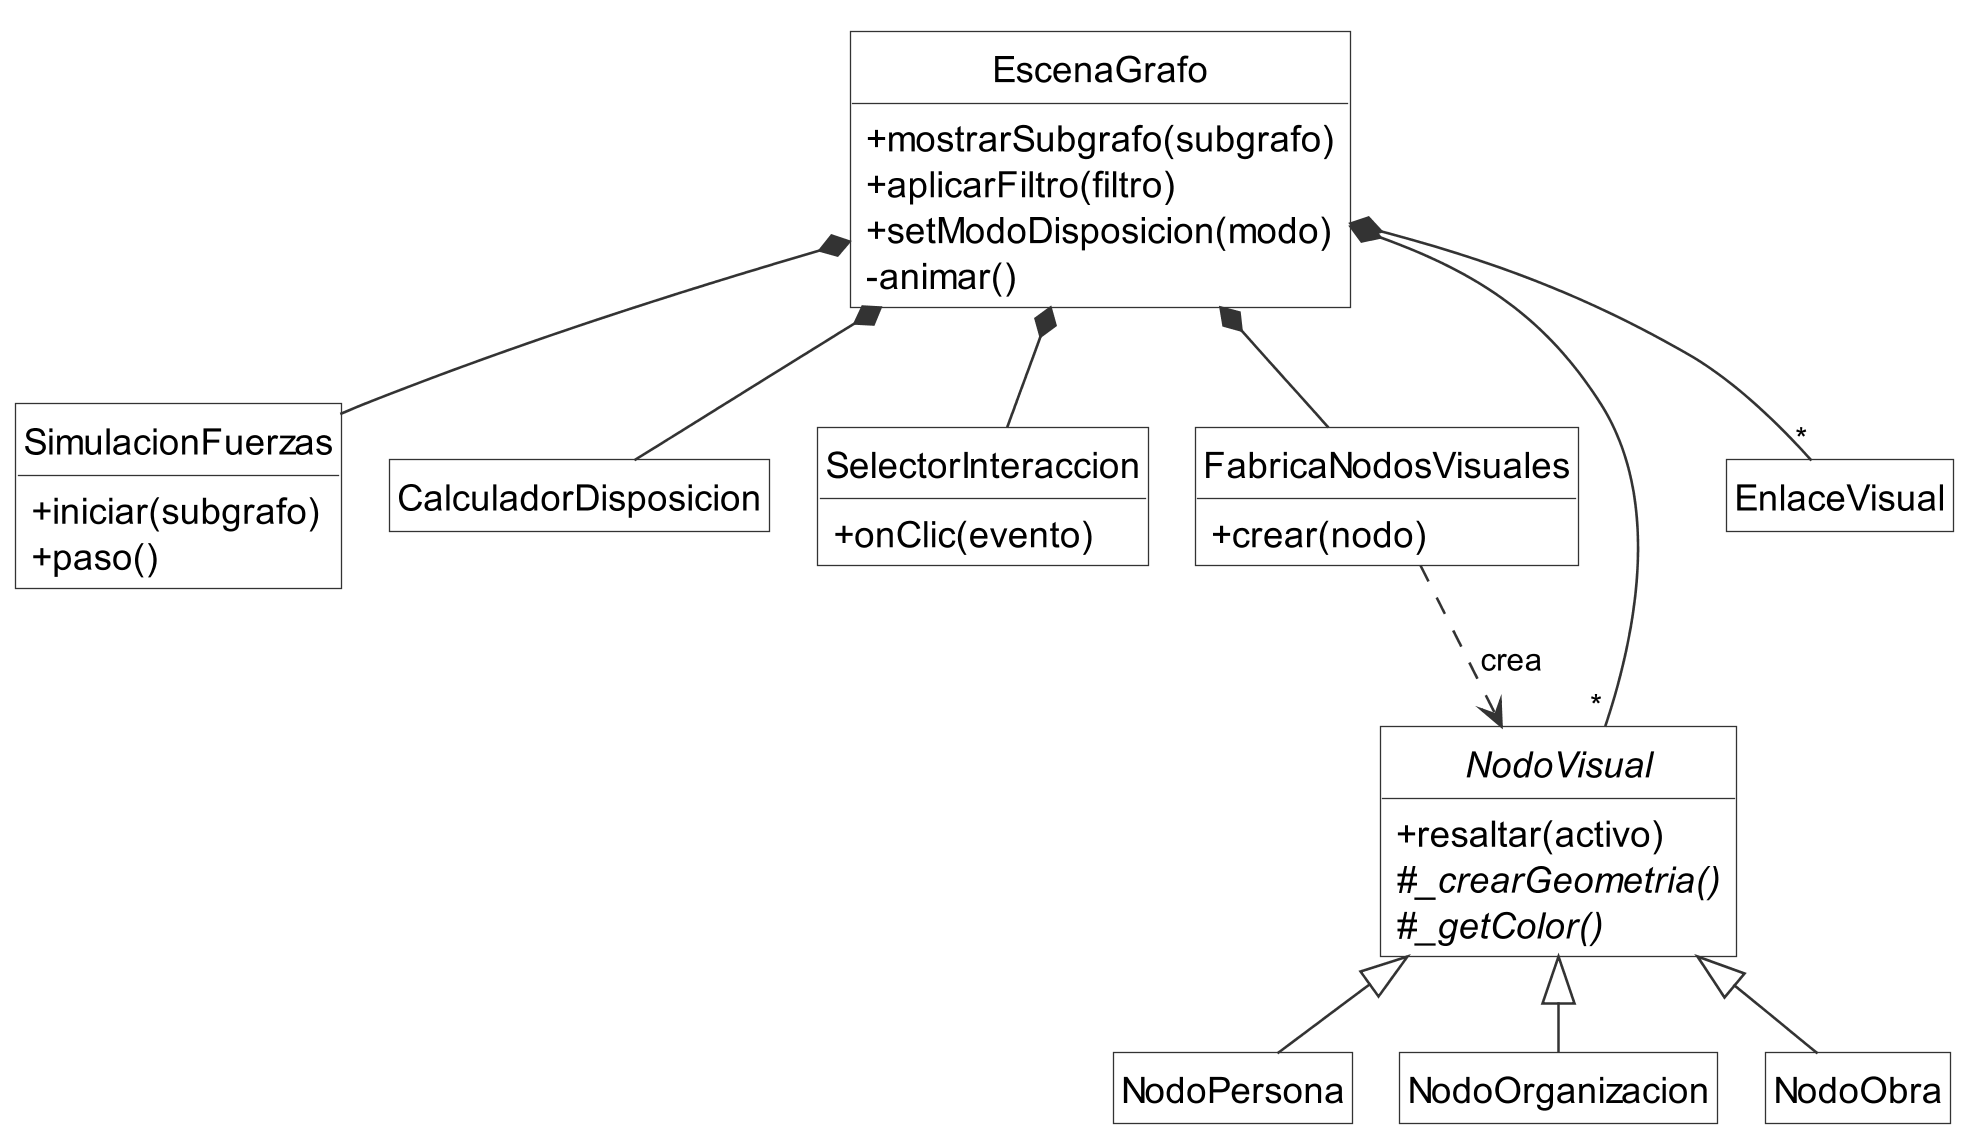 EscenaGrafo
+mostrarSubgrafo(subgrafo)
+aplicarFiltro(filtro)
+setModoDisposicion(modo)
-animar()
SimulacionFuerzas
+iniciar(subgrafo)
+paso()
CalculadorDisposicion
SelectorInteraccion
+onClic(evento)
FabricaNodosVisuales
+crear(nodo)
*
EnlaceVisual
crea
*
NodoVisual
+resaltar(activo)
#_crearGeometria()
#_getColor()
NodoPersona
NodoOrganizacion
NodoObra